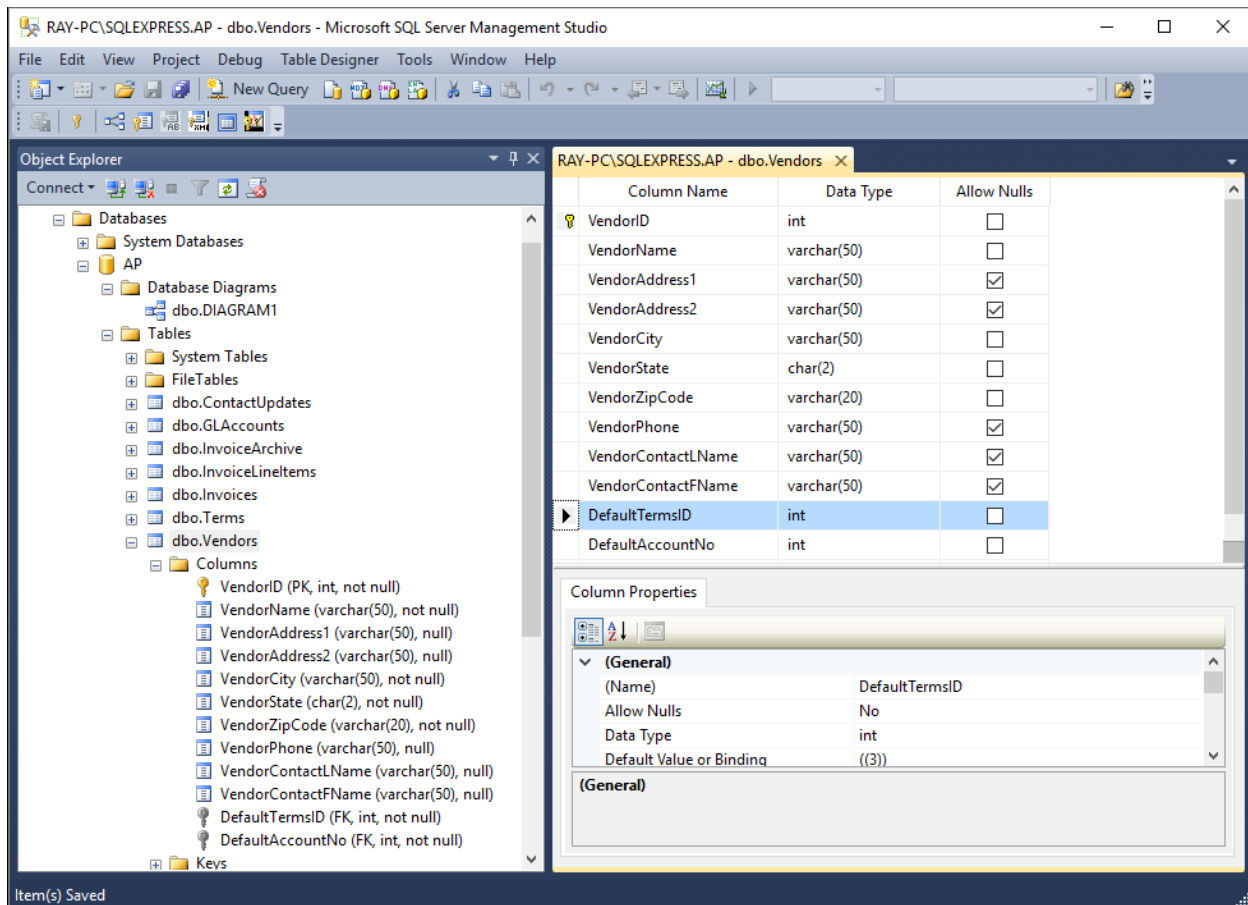 RAY-PC\SQLEXPRESS.AP - dbo.Vendors - Microsoft SQL Server Management Studio
File Edit View Project Debug Table Designer Tools Window Help
New Query
Object Explorer
Connect
Databases
System Databases
AP
Database Diagrams
dbo.DIAGRAM1
Tables
System Tables
FileTables
dbo.ContactUpdates
dbo.GLAccounts
dbo.InvoiceArchive
dbo.InvoiceLineItems
dbo.Invoices
dbo.Terms
dbo.Vendors
Columns
VendorID (PK, int, not null)
VendorName (varchar(50), not null)
VendorAddress1 (varchar(50), null)
VendorAddress2 (varchar(50), null)
VendorCity (varchar(50), not null)
VendorState (char(2), not null)
VendorZipCode (varchar(20), not null)
VendorPhone (varchar(50), null)
VendorContactLName (varchar(50), null)
VendorContactFName (varchar(50), null)
DefaultTermsID (FK, int, not null)
DefaultAccountNo (FK, int, not null)
Keys
RAY-PC\SQLEXPRESS.AP - dbo.Vendors
Column Name Data Type Allow Nulls
VendorID int
VendorName varchar(50)
VendorAddress1 varchar(50)
VendorAddress2 varchar(50)
VendorCity varchar(50)
VendorState char(2)
VendorZipCode varchar(20)
VendorPhone varchar(50)
VendorContactLName varchar(50)
VendorContactFName varchar(50)
DefaultTermsID int
DefaultAccountNo int
Column Properties
(General)
(Name) DefaultTermsID
Allow Nulls No
Data Type int
Default Value or Binding ((3))
(General)
Item(s) Saved